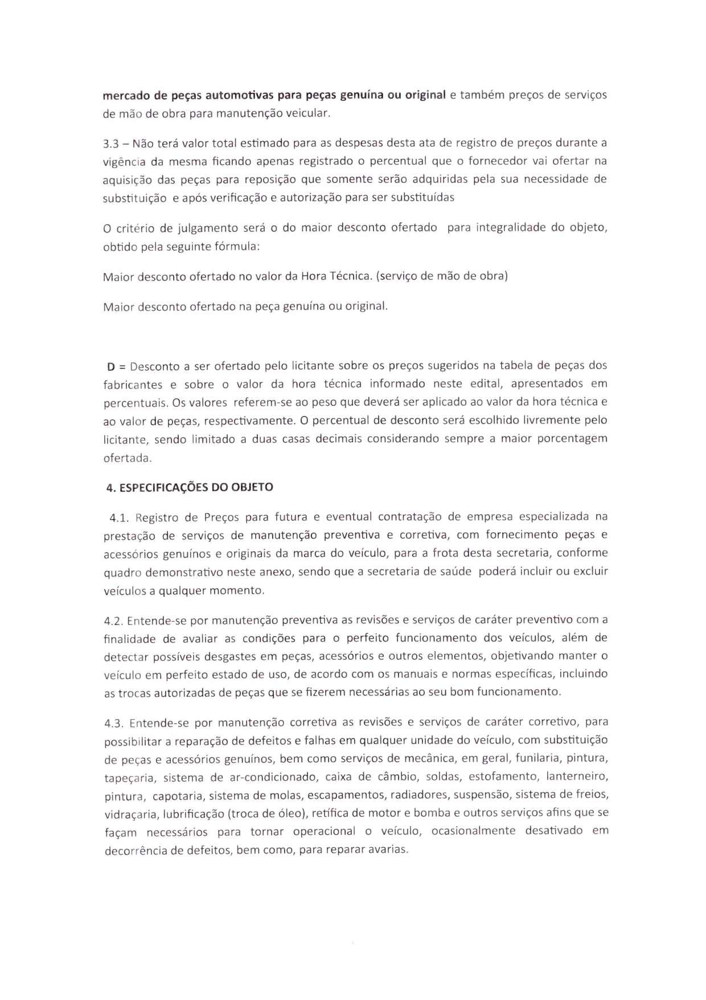 mercado de peças automotivas para peças genuína ou original e também preços de serviços
de mão de obra para manutenção veicular.
3.3 – Não terá valor total estimado para as despesas desta ata de registro de preços durante a
vigência da mesma ficando apenas registrado o percentual que o fornecedor vai ofertar na
aquisição das peças para reposição que somente serão adquiridas pela sua necessidade de
substituição e após verificação e autorização para ser substituídas
O critério de julgamento será o do maior desconto ofertado para integralidade do objeto,
obtido pela seguinte fórmula:
Maior desconto ofertado no valor da Hora Técnica. (serviço de mão de obra)
Maior desconto ofertado na peça genuína ou original.
D = Desconto a ser ofertado pelo licitante sobre os preços sugeridos na tabela de peças dos
fabricantes e sobre o valor da hora técnica informado neste edital, apresentados em
percentuais. Os valores referem-se ao peso que deverá ser aplicado ao valor da hora técnica e
ao valor de peças, respectivamente. O percentual de desconto será escolhido livremente pelo
licitante, sendo limitado a duas casas decimais considerando sempre a maior porcentagem
ofertada.
4. ESPECIFICAÇÕES DO OBJETO
4.1. Registro de Preços para futura e eventual contratação de empresa especializada na
prestação de serviços de manutenção preventiva e corretiva, com fornecimento peças e
acessórios genuínos e originais da marca do veículo, para a frota desta secretaria, conforme
quadro demonstrativo neste anexo, sendo que a secretaria de saúde poderá incluir ou excluir
veículos a qualquer momento.
4.2. Entende-se por manutenção preventiva as revisões e serviços de caráter preventivo com a
finalidade de avaliar as condições para o perfeito funcionamento dos veículos, além de
detectar possíveis desgastes em peças, acessórios e outros elementos, objetivando manter o
veículo em perfeito estado de uso, de acordo com os manuais e normas específicas, incluindo
as trocas autorizadas de peças que se fizerem necessárias ao seu bom funcionamento.
4.3. Entende-se por manutenção corretiva as revisões e serviços de caráter corretivo, para
possibilitar a reparação de defeitos e falhas em qualquer unidade do veículo, com substituição
de peças e acessórios genuínos, bem como serviços de mecânica, em geral, funilaria, pintura,
tapeçaria, sistema de ar-condicionado, caixa de câmbio, soldas, estofamento, lanterneiro,
pintura, capotaria, sistema de molas, escapamentos, radiadores, suspensão, sistema de freios,
vidraçaria, lubrificação (troca de óleo), retífica de motor e bomba e outros serviços afins que se
façam necessários para tornar operacional o veículo, ocasionalmente desativado em
decorrência de defeitos, bem como, para reparar avarias.